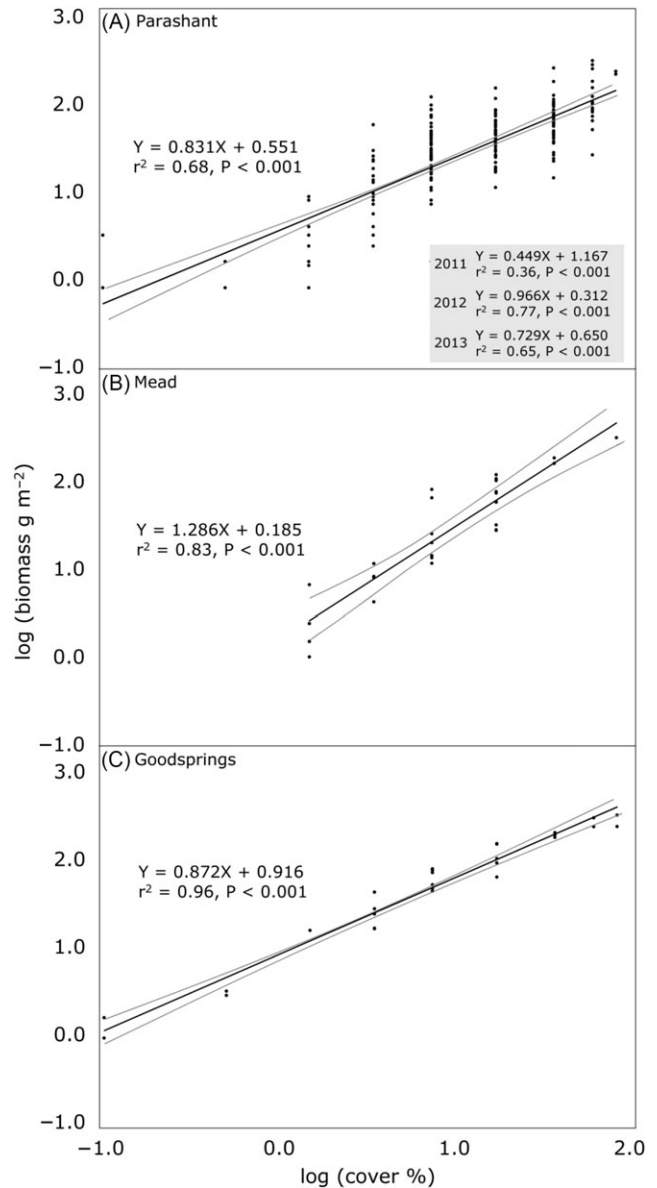 3.0
(A) Parashant
2.0
Y = 0.831X + 0.551
r² = 0.68, P < 0.001
1.0
0.0
2011 Y = 0.449X + 1.167
r² = 0.36, P < 0.001
2012 Y = 0.966X + 0.312
r² = 0.77, P < 0.001
2013 Y = 0.729X + 0.650
r² = 0.65, P < 0.001
−1.0
(B) Mead
3.0
2.0
Y = 1.286X + 0.185
r² = 0.83, P < 0.001
1.0
0.0
−1.0
log (biomass g m⁻²)
(C) Goodsprings
3.0
2.0
Y = 0.872X + 0.916
r² = 0.96, P < 0.001
1.0
0.0
−1.0
−1.0 0.0 1.0 2.0
log (cover %)